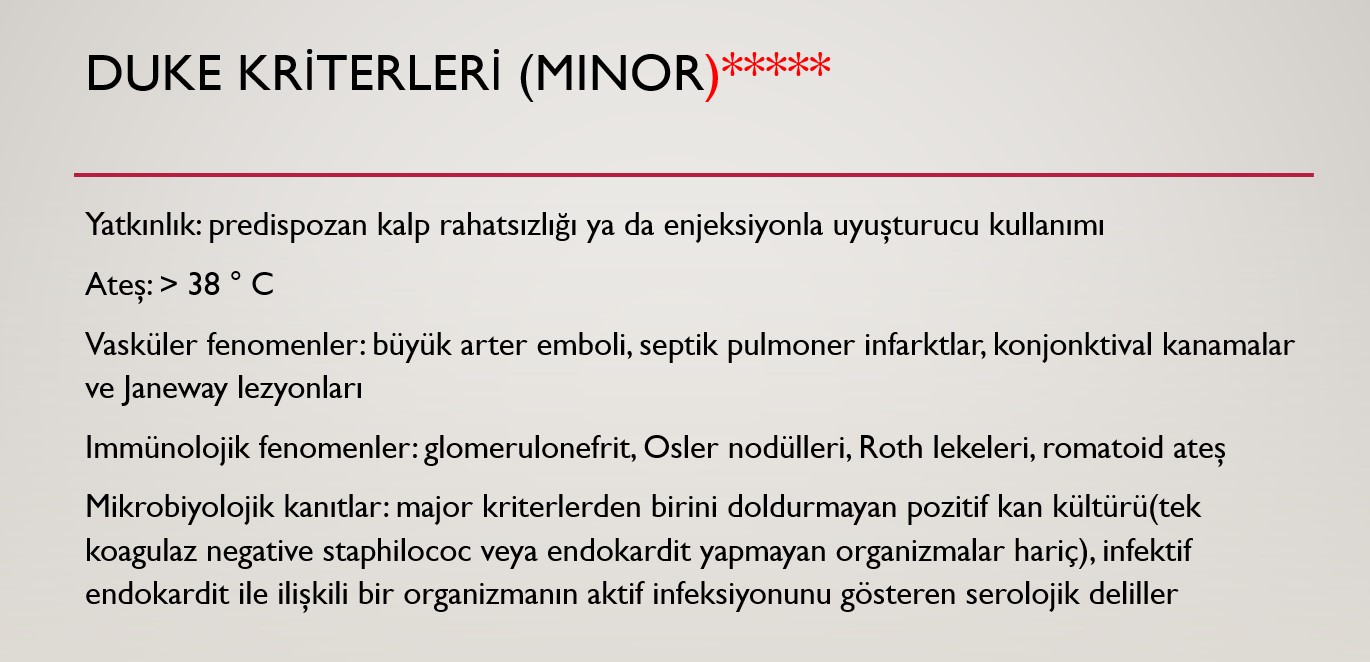 DUKE KRİTERLERİ (MINOR)*****
Yatkınlık: predispozan kalp rahatsızlığı ya da enjeksiyonla uyuşturucu kullanımı
Ateş: > 38 ° C
Vasküler fenomenler: büyük arter emboli, septik pulmoner infarktlar, konjonktival kanamalar
ve Janeway lezyonları
Immünolojik fenomenler: glomerulonefrit, Osler nodülleri, Roth lekeleri, romatoid ateş
Mikrobiyolojik kanıtlar: major kriterlerden birini doldurmayan pozitif kan kültürü(tek
koagulaz negative staphilococ veya endokardit yapmayan organizmalar hariç), infektif
endokardit ile ilişkili bir organizmanın aktif infeksiyonunu gösteren serolojik deliller